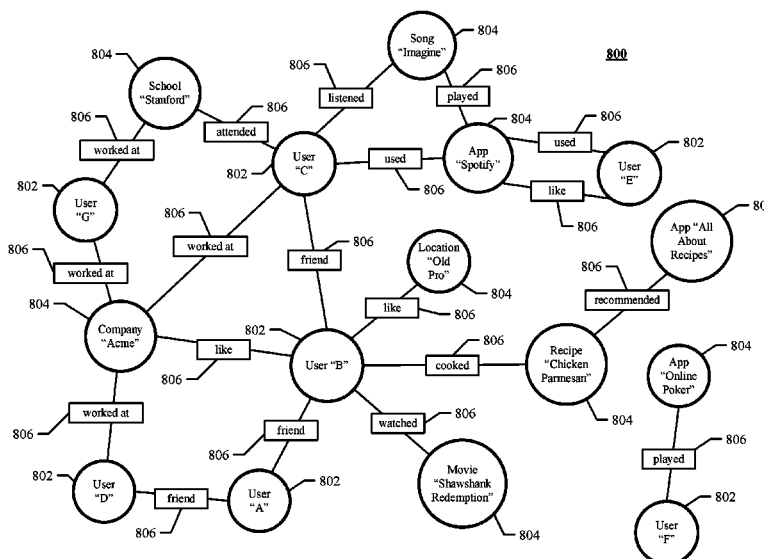 Song
“Imagine”
804
800
804
School
“Stanford”
806
listened
806
played
806
attended
806
worked at
804
App
“Spotify”
806
used
802
User
“E”
User
“C”
802
used
806
like
806
802
User
“G”
806
worked at
806
friend
Location
“Old
Pro”
804
App “All
About
Recipes”
806
recommended
806
worked at
804
Company
“Acme”
like
806
802
User “B”
like
806
806
cooked
Recipe
“Chicken
Parmesan”
804
804
App
“Online
Poker”
like
806
worked at
806
friend
watched
806
Movie
“Shawshank
Redemption”
804
played
806
802
User
“D”
friend
806
User
“A”
802
802
User
“F”